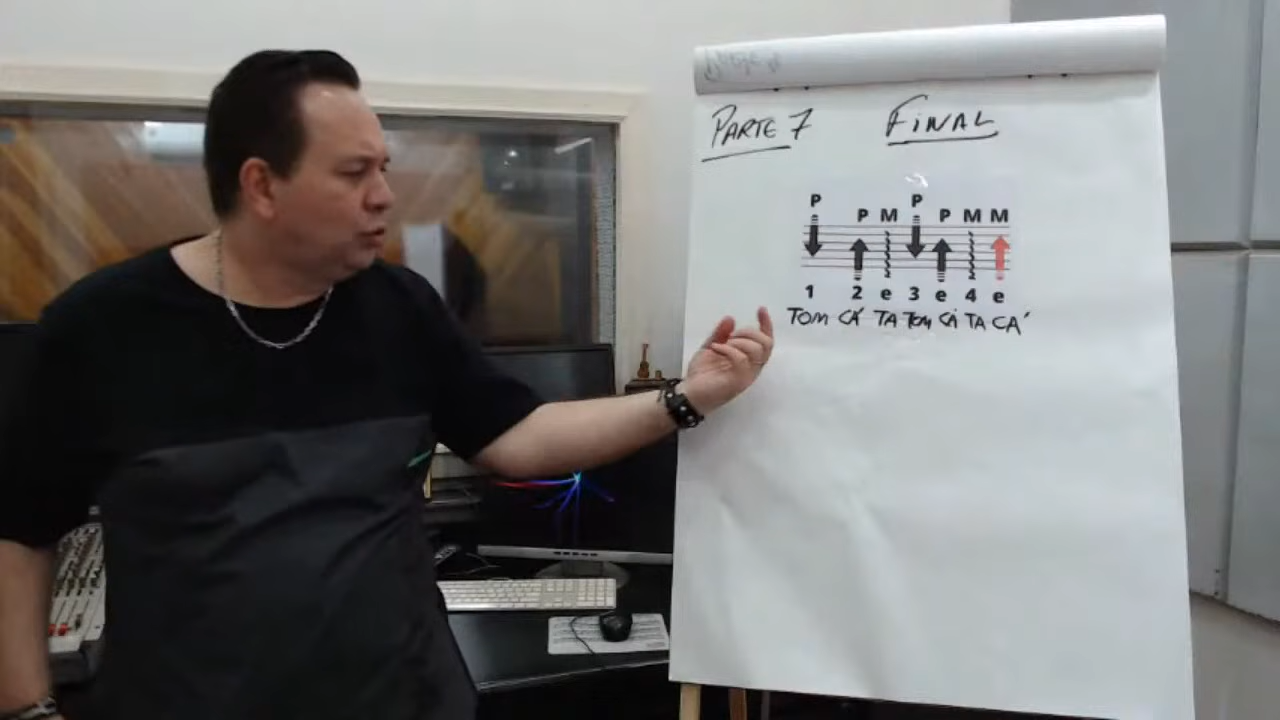 PARTE 7 FINAL
P P M P P M M
1 2 e 3 e 4 e
TOM CÁ TA TOM CÁ TA CÁ